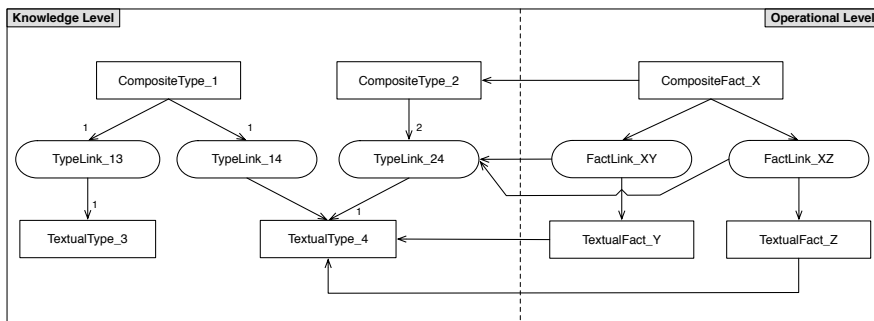 Knowledge Level
Operational Level
CompositeType_1
CompositeType_2
CompositeFact_X
1
1
2
TypeLink_13
TypeLink_14
TypeLink_24
FactLink_XY
FactLink_XZ
1
1
TextualType_3
TextualType_4
TextualFact_Y
TextualFact_Z